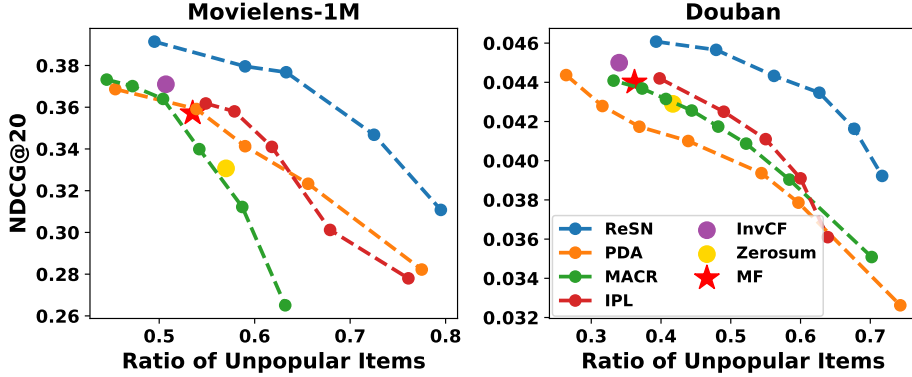 Movielens-1M
NDCG@20
0.38
0.36
0.34
0.32
0.30
0.28
0.26
0.5 0.6 0.7 0.8
Ratio of Unpopular Items
Douban
0.046
0.044
0.042
0.040
0.038
0.036
0.034
0.032
0.3 0.4 0.5 0.6 0.7
Ratio of Unpopular Items
ReSN
PDA
MACR
IPL
InvCF
Zerosum
MF